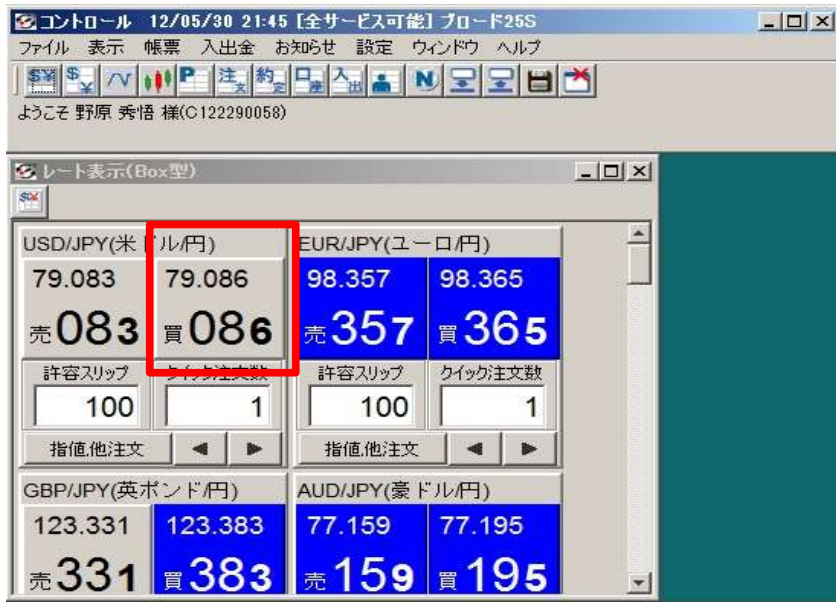 コントロール 12/05/30 21:45 [全サービス可能] ブロード25S
ファイル 表示 帳票 入出金 お知らせ 設定 ウィンドウ ヘルプ
$¥ $¥ P 注文 約定 口座 入出 N
ようこそ 野原 秀悟 様(C122290058)
レート表示(Box型)
$¥
USD/JPY(米ドル/円) EUR/JPY(ユーロ/円)
79.083 79.086 98.357 98.365
売083 買086 売357 買365
許容スリップ クイック注文数 許容スリップ クイック注文数
100 1 100 1
指値,他注文 ◀ ▶ 指値,他注文 ◀ ▶
GBP/JPY(英ポンド/円) AUD/JPY(豪ドル/円)
123.331 123.383 77.159 77.195
売331 買383 売159 買195